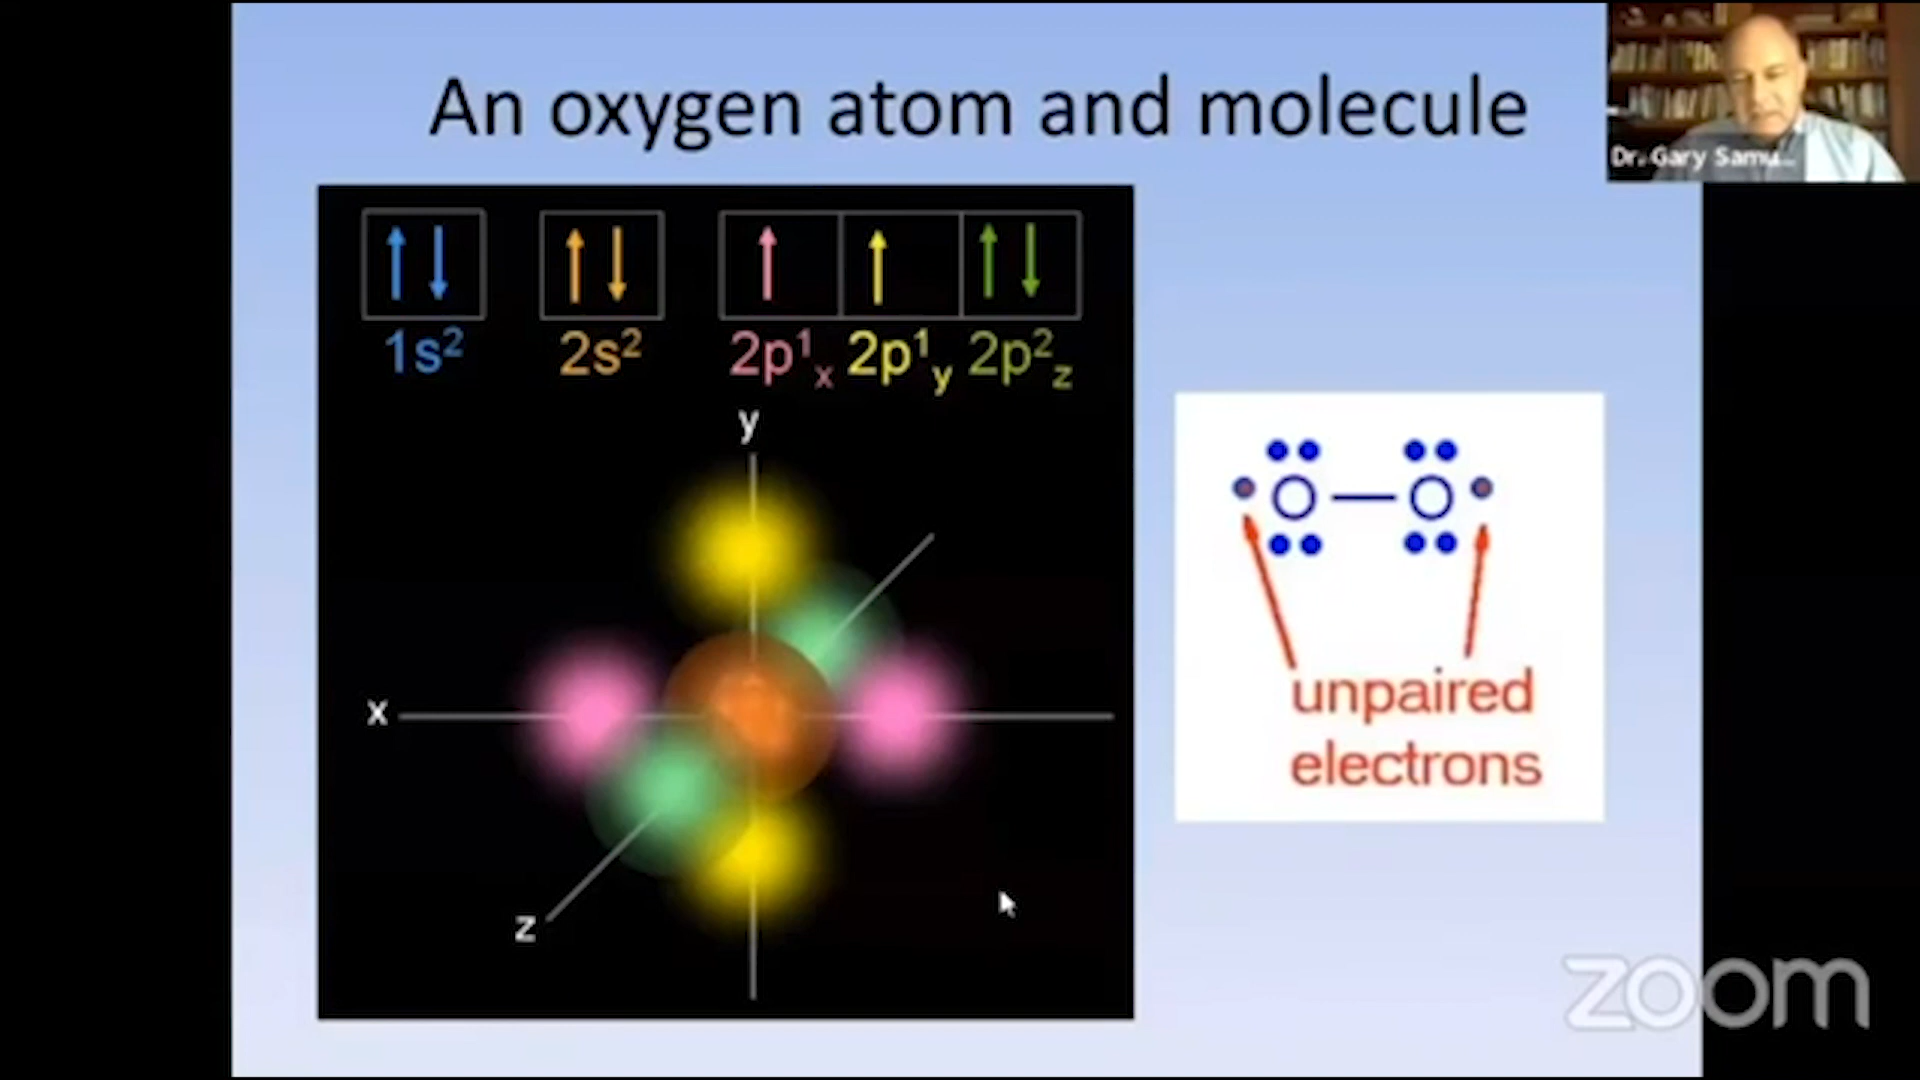 An oxygen atom and molecule
Dr. Gary Samu...
1s² 2s² 2p¹x 2p¹y 2p²z
y
x
z
O — O
unpaired
electrons
zoom